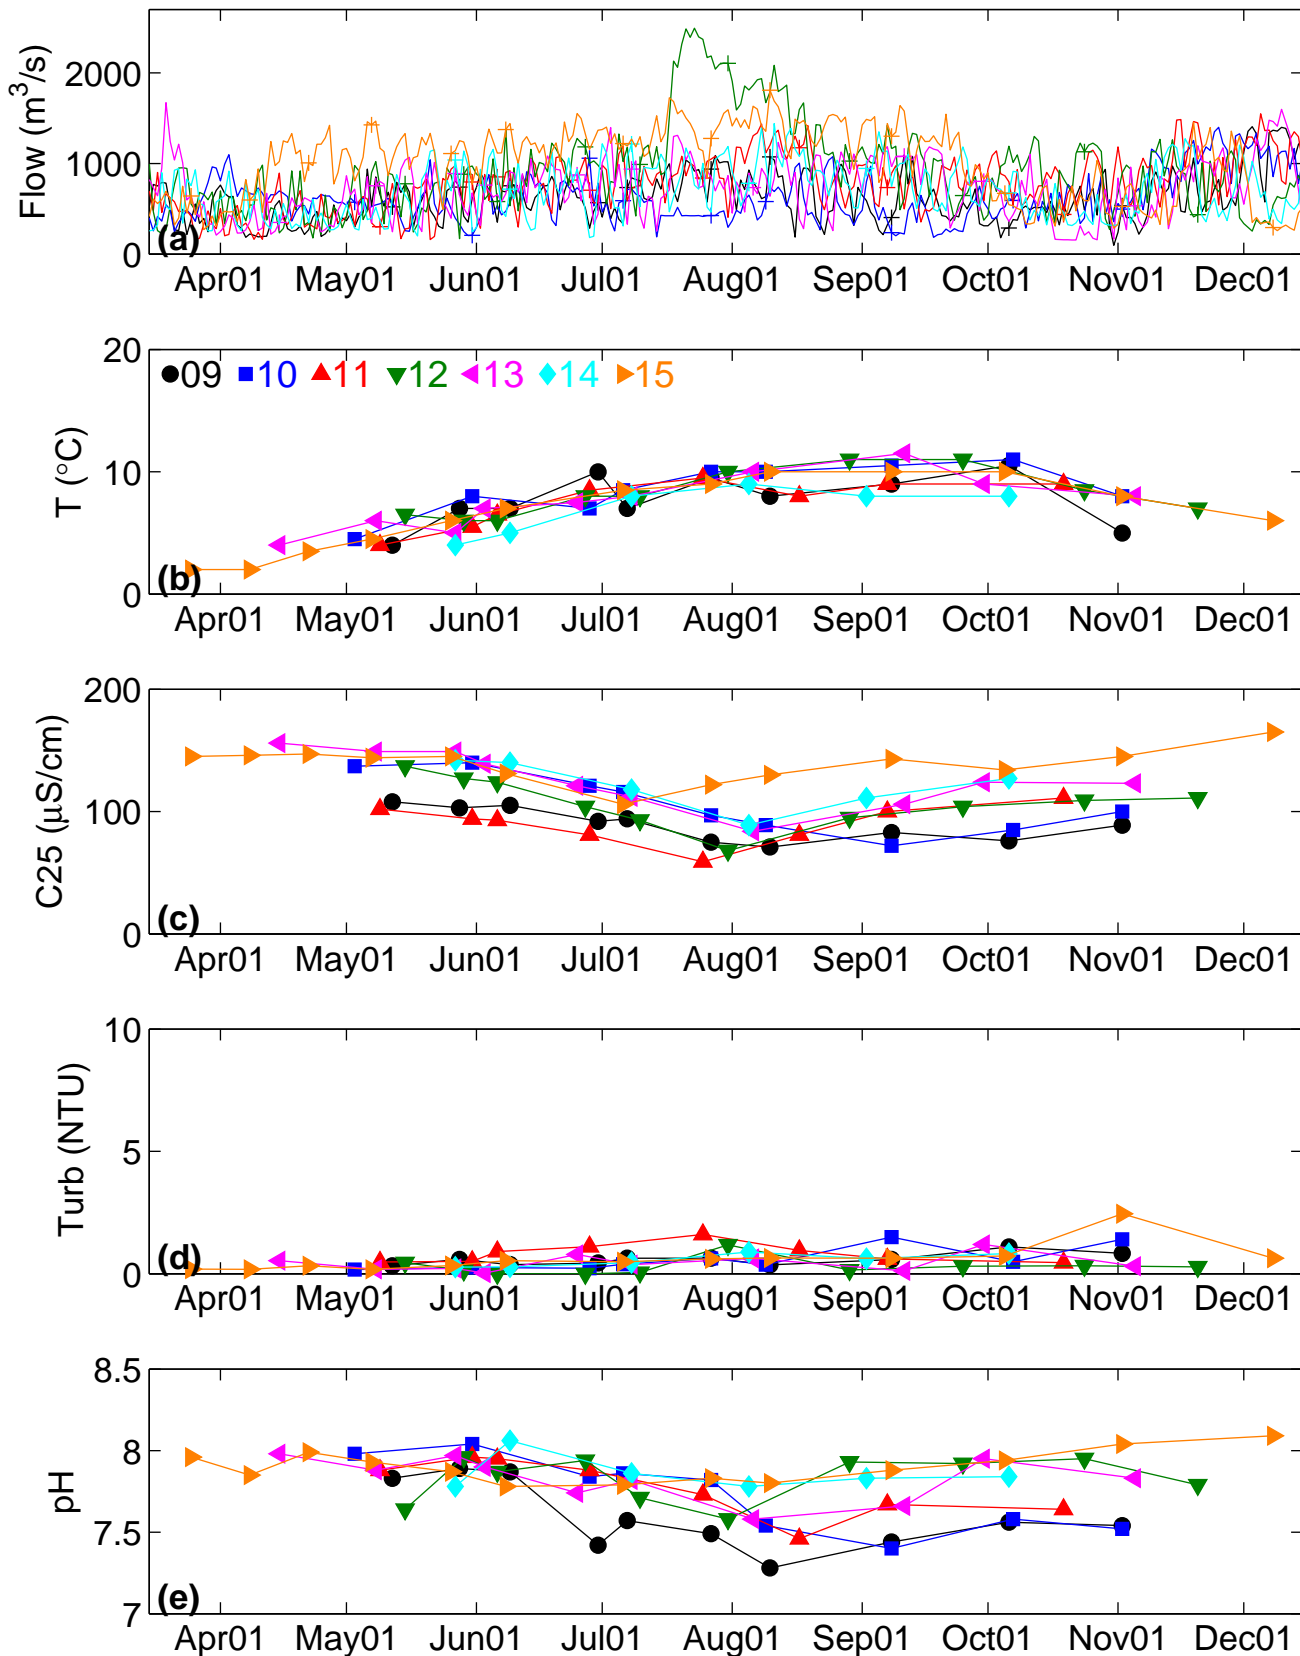 Flow (m³/s)
2000
1000
0
(a)
Apr01 May01 Jun01 Jul01 Aug01 Sep01 Oct01 Nov01 Dec01
T (°C)
20
10
0
09 10 11 12 13 14 15
(b)
Apr01 May01 Jun01 Jul01 Aug01 Sep01 Oct01 Nov01 Dec01
C25 (μS/cm)
200
100
0
(c)
Apr01 May01 Jun01 Jul01 Aug01 Sep01 Oct01 Nov01 Dec01
Turb (NTU)
10
5
0
(d)
Apr01 May01 Jun01 Jul01 Aug01 Sep01 Oct01 Nov01 Dec01
pH
8.5
8
7.5
7
(e)
Apr01 May01 Jun01 Jul01 Aug01 Sep01 Oct01 Nov01 Dec01